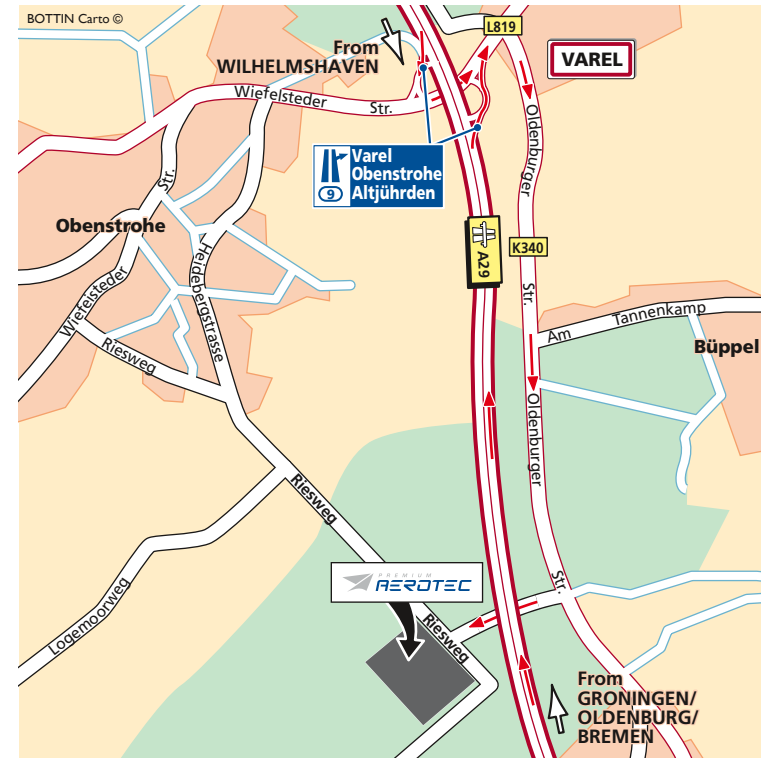 BOTTIN Carto ©
From
WILHELMSHAVEN
L819
VAREL
Wiefelsteder
Str.
Oldenburger
Varel
Obenstrohe
Altjührden
9
Str.
Obenstrohe
K340
A29
Heidebergstrasse
Wiefelsteder
Str.
Am
Tannenkamp
Büppel
Riesweg
Oldenburger
Riesweg
PREMIUM
AEROTEC
Str.
Logemoorweg
Riesweg
From
GRONINGEN/
OLDENBURG/
BREMEN